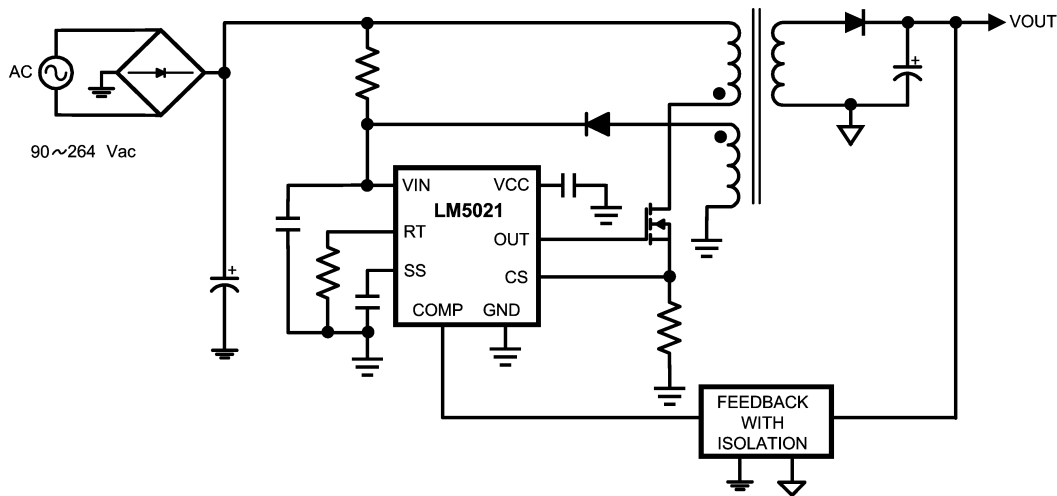 VOUT
AC
90~264 Vac
VIN
VCC
LM5021
RT
OUT
SS
CS
COMP
GND
FEEDBACK
WITH
ISOLATION